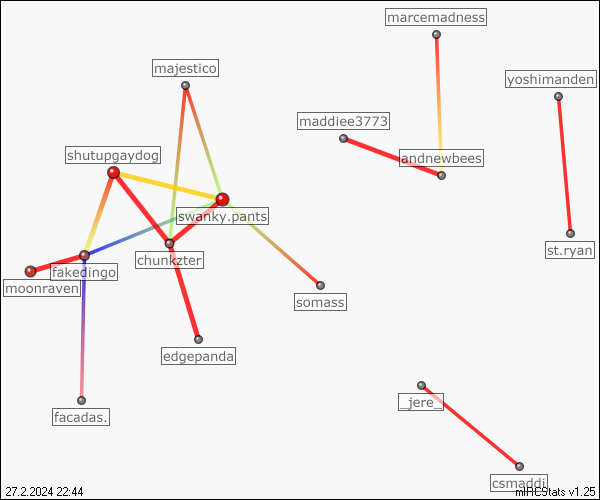 marcemadness
majestico
yoshimanden
maddiee3773
shutupgaydog
andnewbees
swanky.pants
st.ryan
chunkzter
fakedingo
moonraven
somass
edgepanda
_jere_
facadas.
csmaddi
27.2.2024 22:44
mIRCStats v1.25